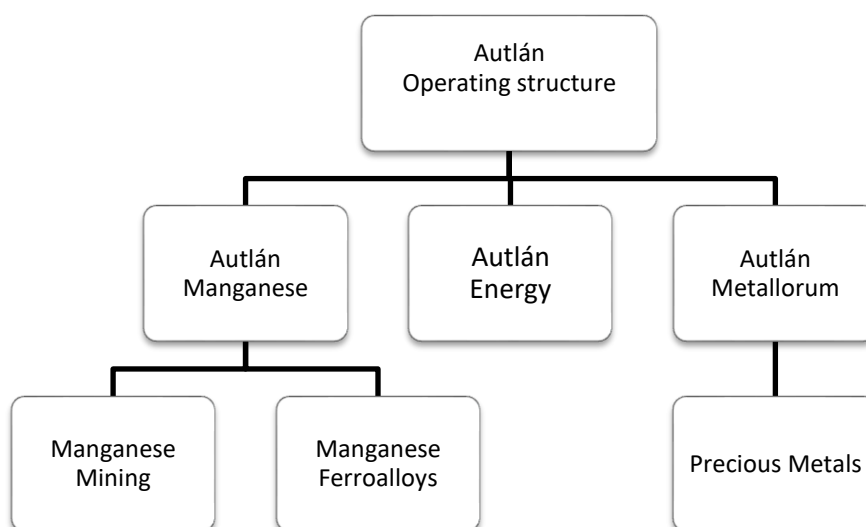 Autlán
Operating structure
Autlán
Manganese
Autlán
Energy
Autlán
Metallorum
Manganese
Mining
Manganese
Ferroalloys
Precious Metals